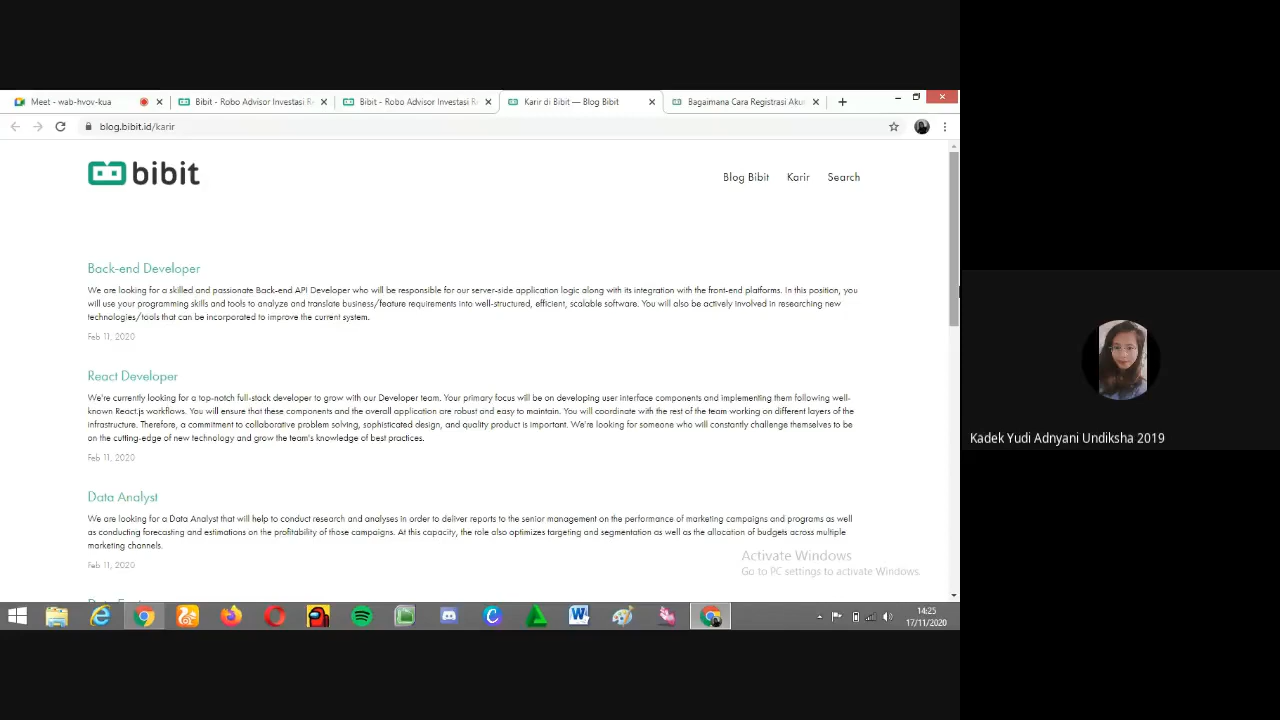 Meet - wab-hvov-kua
Bibit - Robo Advisor Investasi Re
Bibit - Robo Advisor Investasi R
Karir di Bibit — Blog Bibit
Bagaimana Cara Registrasi Aku
blog.bibit.id/karir
bibit
Blog Bibit
Karir
Search
Back-end Developer
We are looking for a skilled and passionate Back-end API Developer who will be responsible for our server-side application logic along with its integration with the front-end platforms. In this position, you
will use your programming skills and tools to analyze and translate business/feature requirements into well-structured, efficient, scalable software. You will also be actively involved in researching new
technologies/tools that can be incorporated to improve the current system.
Feb 11, 2020
React Developer
We're currently looking for a top-notch full-stack developer to grow with our Developer team. Your primary focus will be on developing user interface components and implementing them following well-
known React.js workflows. You will ensure that these components and the overall application are robust and easy to maintain. You will coordinate with the rest of the team working on different layers of the
infrastructure. Therefore, a commitment to collaborative problem solving, sophisticated design, and quality product is important. We're looking for someone who will constantly challenge themselves to be
on the cutting-edge of new technology and grow the team's knowledge of best practices.
Feb 11, 2020
Data Analyst
We are looking for a Data Analyst that will help to conduct research and analyses in order to deliver reports to the senior management on the performance of marketing campaigns and programs as well
as conducting forecasting and estimations on the profitability of those campaigns. At this capacity, the role also optimizes targeting and segmentation as well as the allocation of budgets across multiple
marketing channels.
Feb 11, 2020
Activate Windows
Go to PC settings to activate Windows.
14:25
17/11/2020
Kadek Yudi Adnyani Undiksha 2019